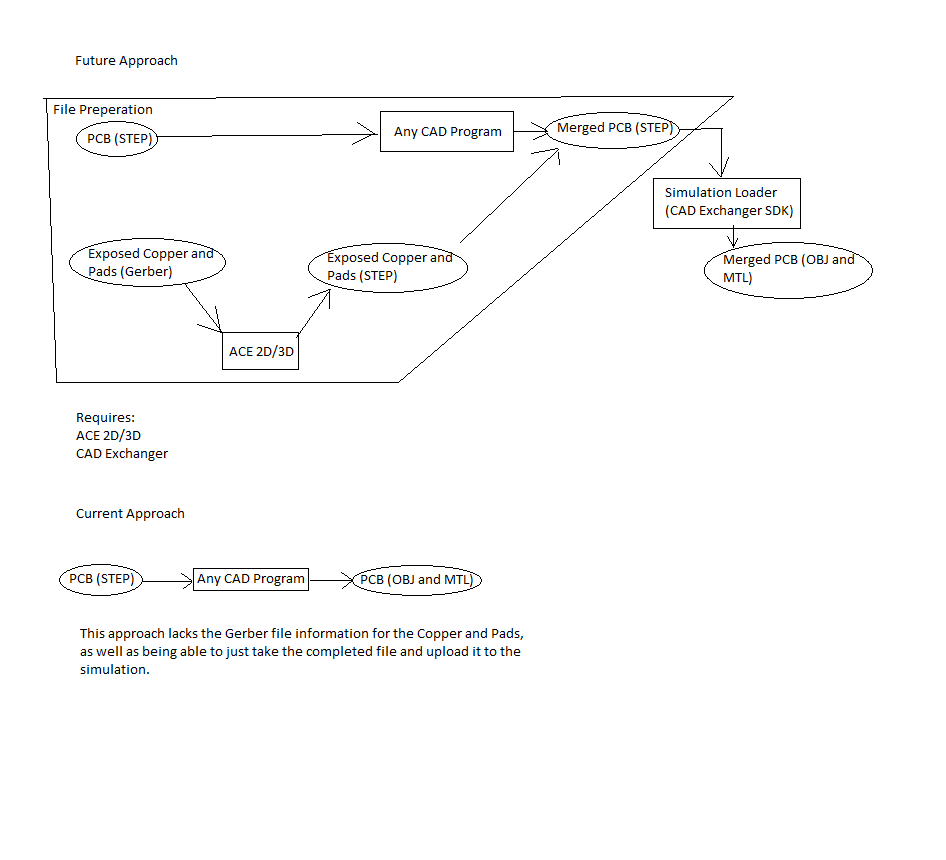 Future Approach
File Preperation
PCB (STEP)
Any CAD Program
Merged PCB (STEP)
Simulation Loader
(CAD Exchanger SDK)
Exposed Copper and
Pads (Gerber)
Exposed Copper and
Pads (STEP)
Merged PCB (OBJ and
MTL)
ACE 2D/3D
Requires:
ACE 2D/3D
CAD Exchanger
Current Approach
PCB (STEP)
Any CAD Program
PCB (OBJ and MTL)
This approach lacks the Gerber file information for the Copper and Pads,
as well as being able to just take the completed file and upload it to the
simulation.